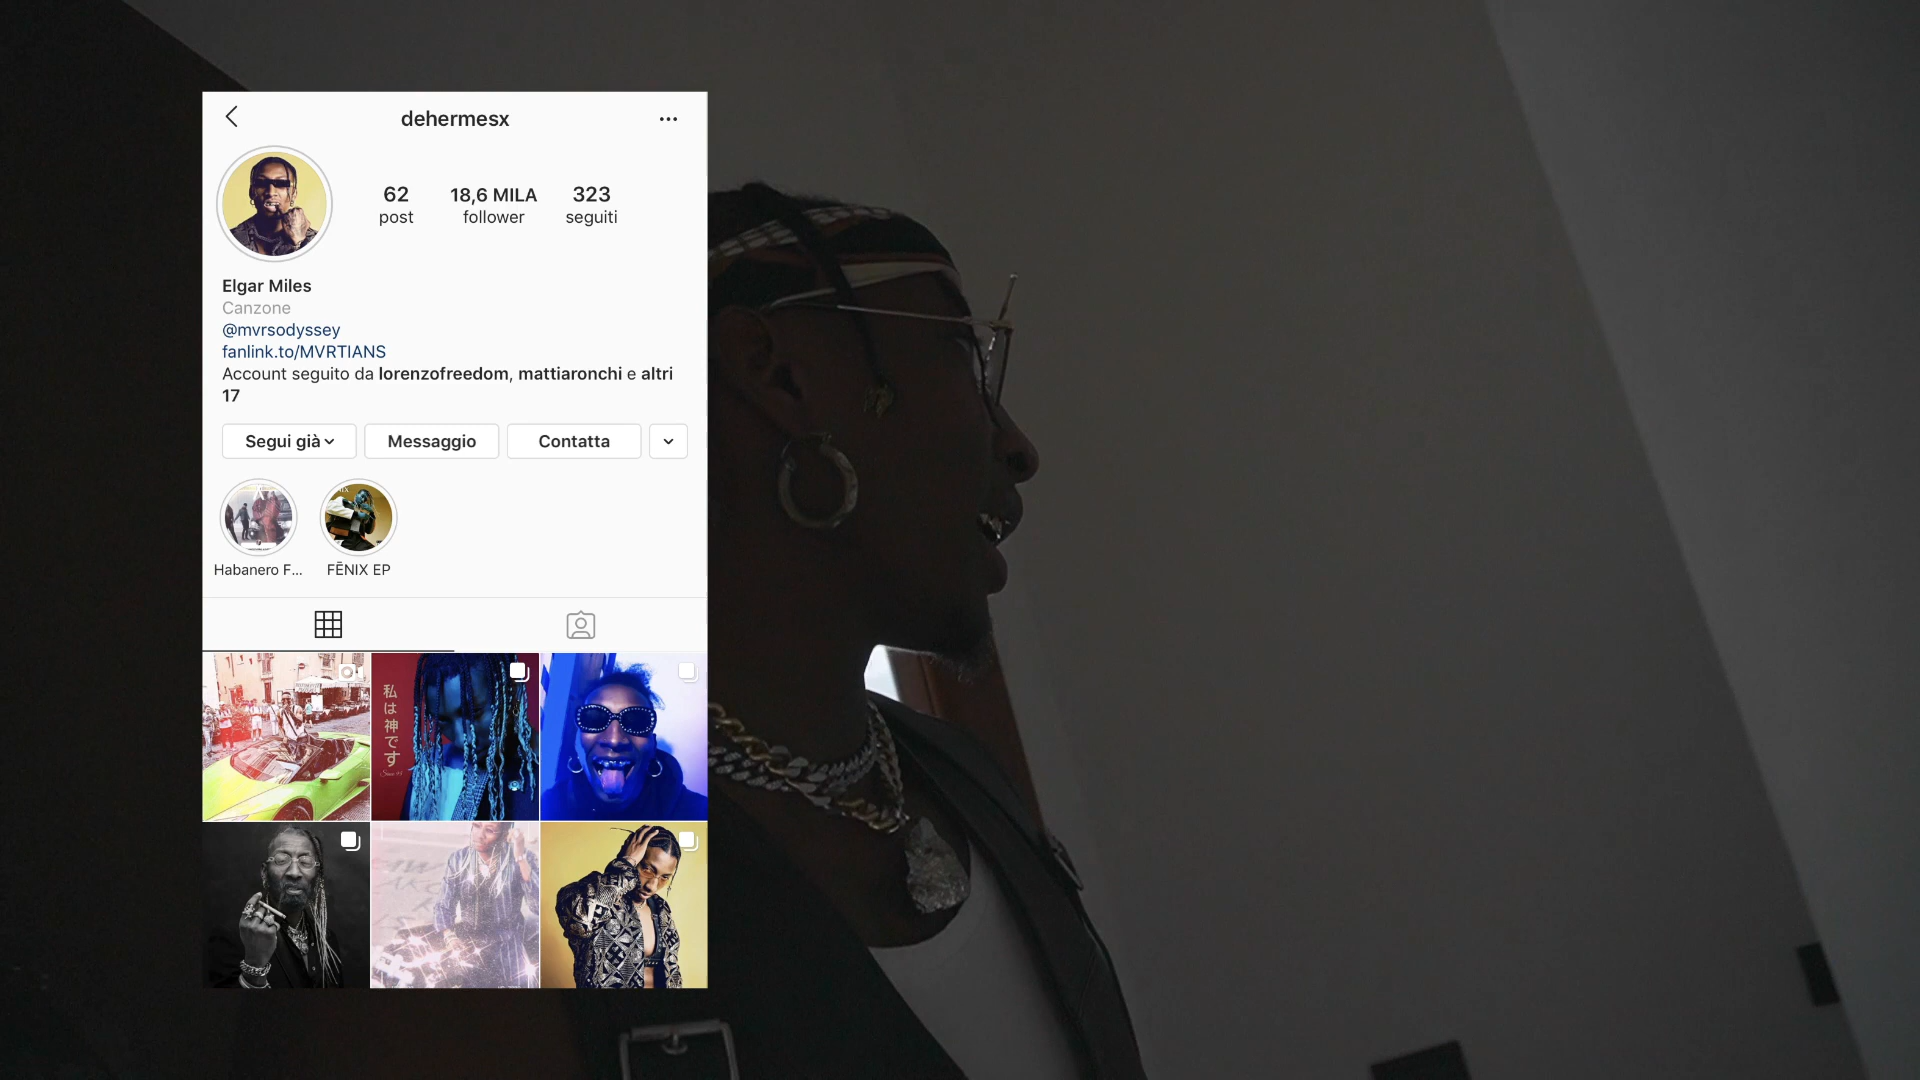 dehermesx
62
18,6 MILA
323
post
follower
seguiti
Elgar Miles
Canzone
@mvrsodyssey
fanlink.to/MVRTIANS
Account seguito da lorenzofreedom, mattiaronchi e altri
17
Segui già
Messaggio
Contatta
Habanero F...
FĒNIX EP
私は神です